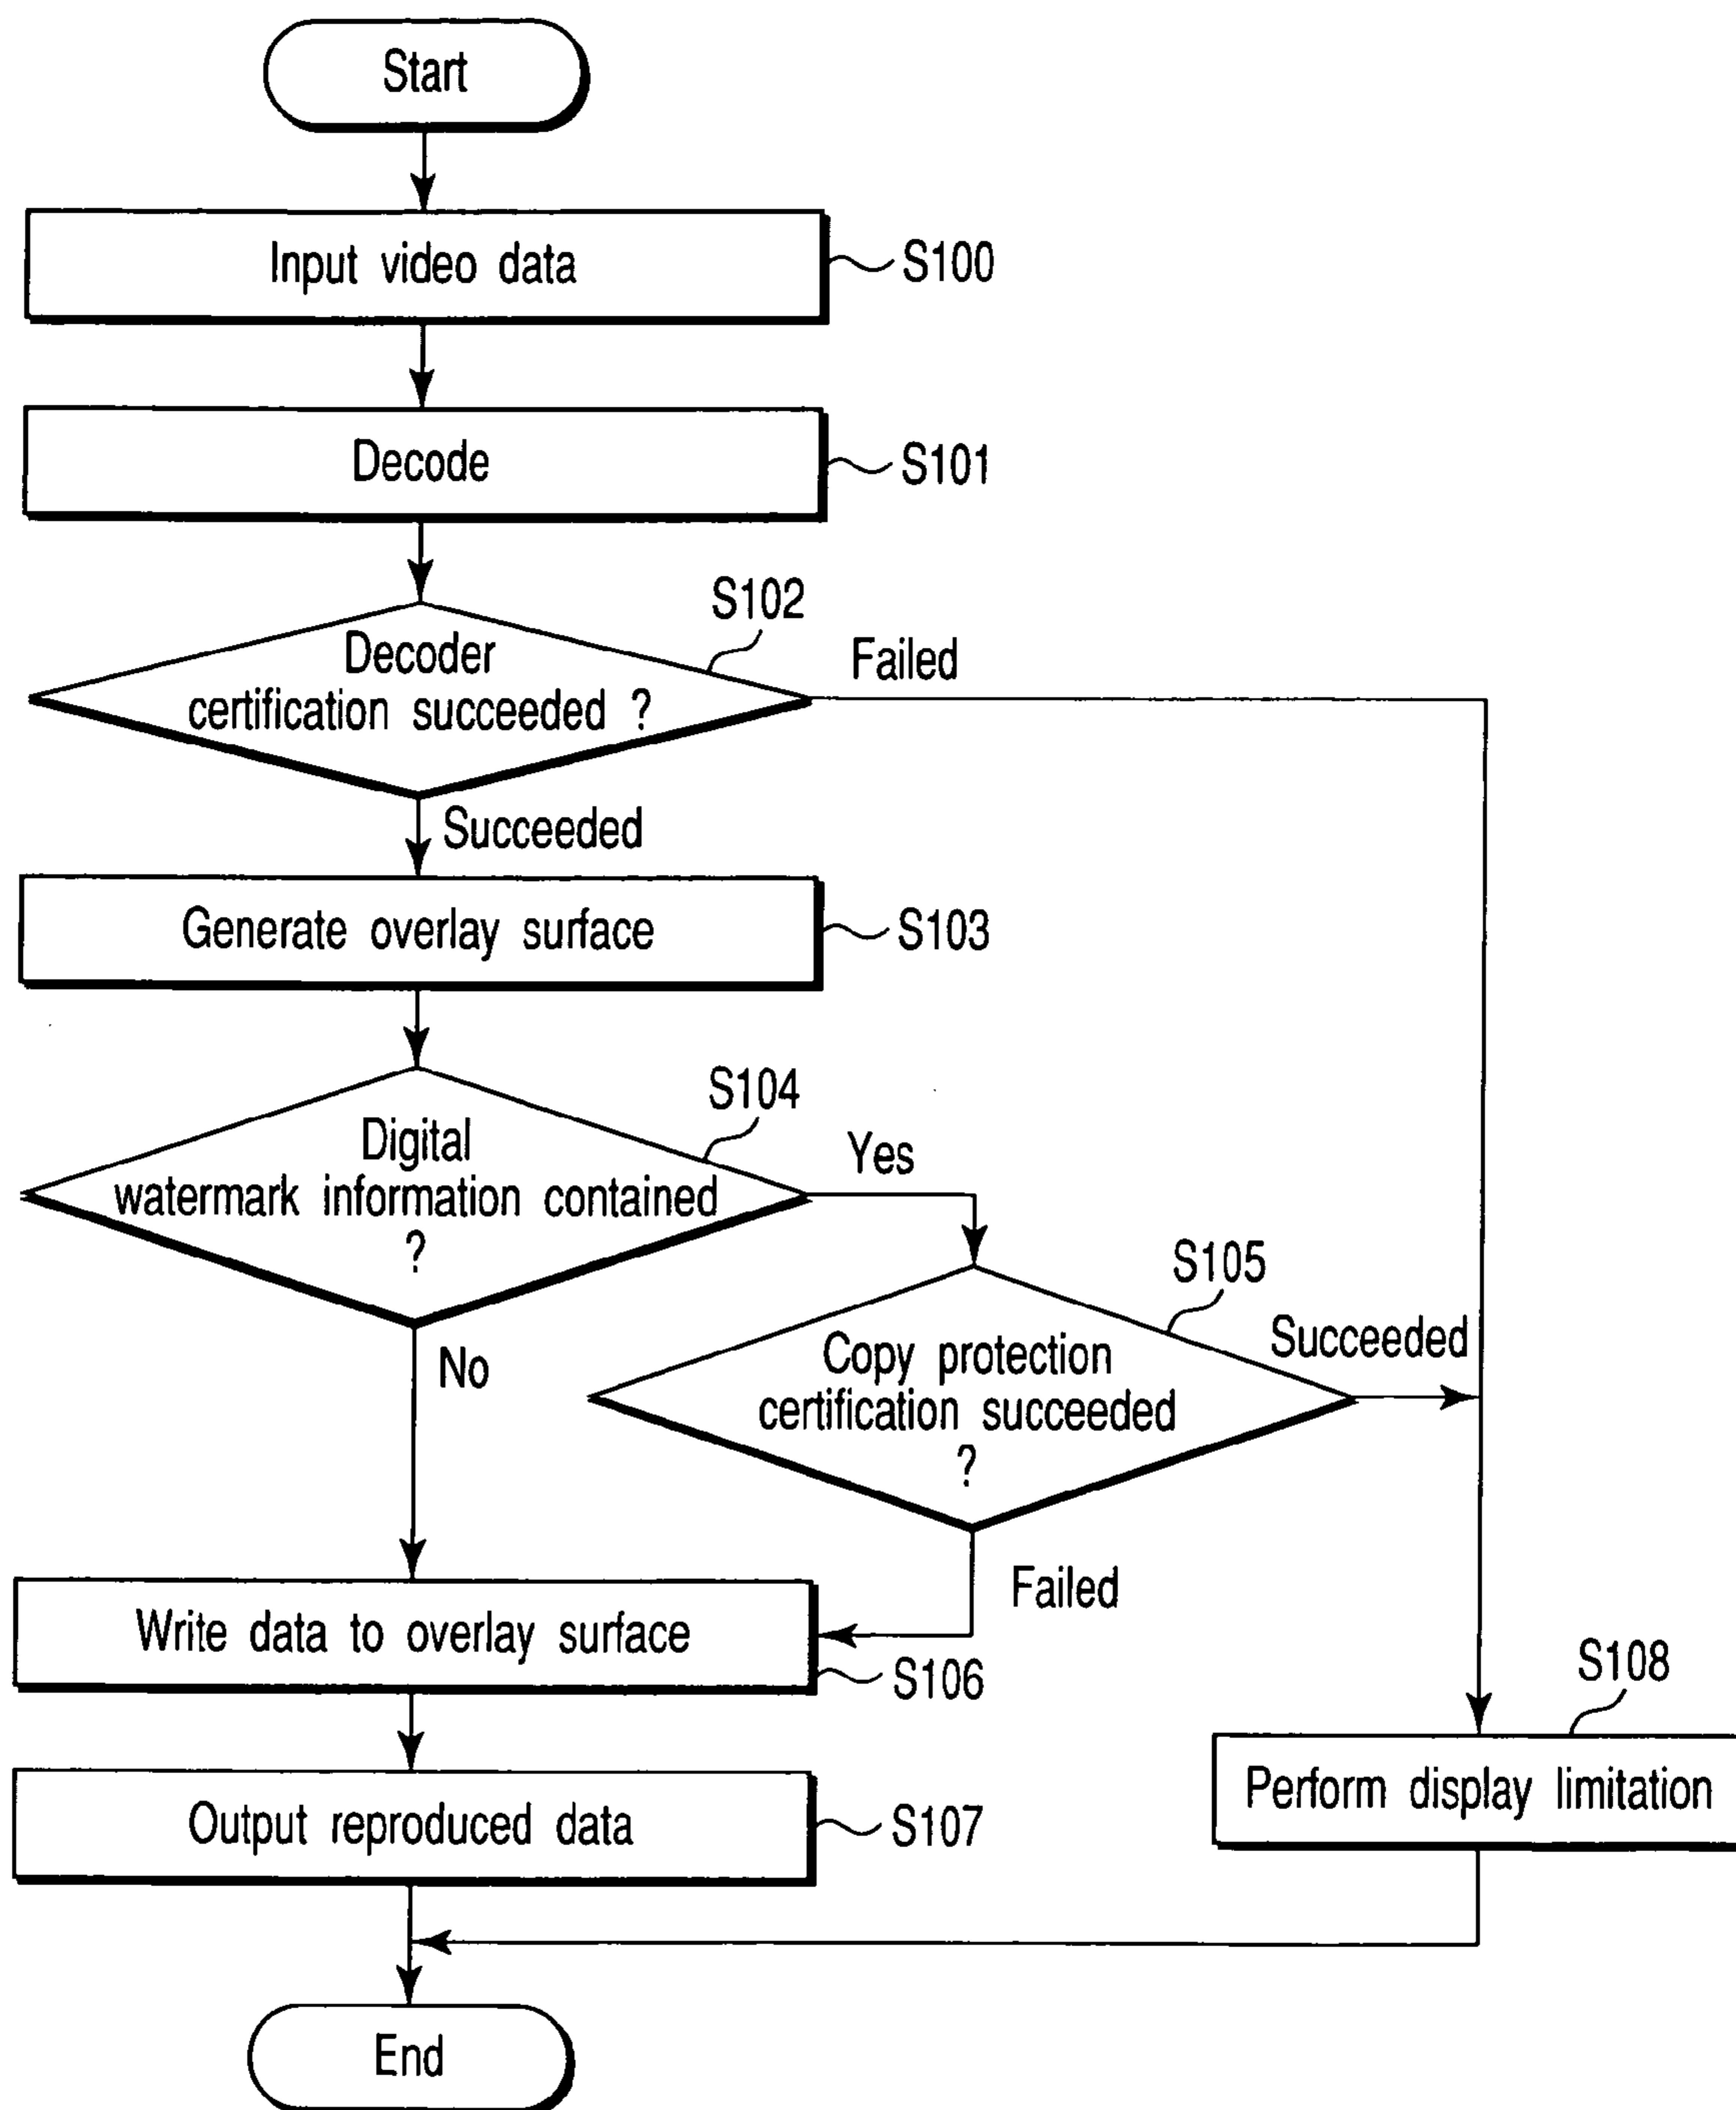 Start
Input video data
S100
Decode
S101
S102
Decoder
certification succeeded ?
Failed
Succeeded
Generate overlay surface
S103
S104
Digital
watermark information contained
?
Yes
No
S105
Copy protection
certification succeeded
?
Succeeded
Failed
Write data to overlay surface
S106
S108
Perform display limitation
Output reproduced data
S107
End